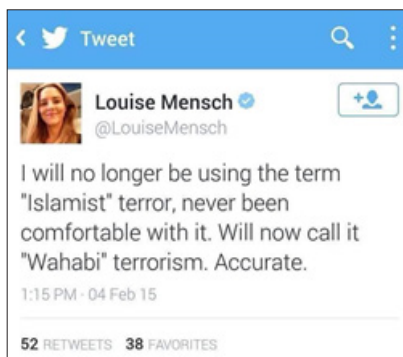 Tweet
Louise Mensch
@LouiseMensch
I will no longer be using the term
"Islamist" terror, never been
comfortable with it. Will now call it
"Wahabi" terrorism. Accurate.
1:15 PM · 04 Feb 15
52 RETWEETS 38 FAVORITES